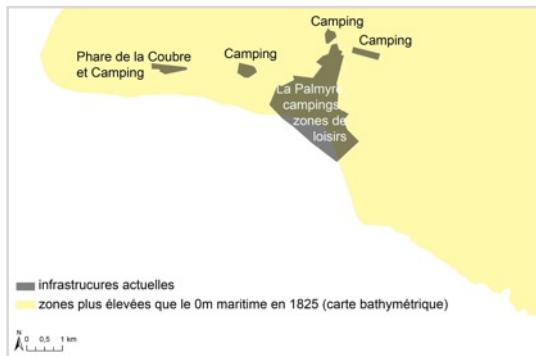 Camping
Phare de la Coubre
et Camping
Camping
Camping
La Palmyre
campings
zones de
loisirs
infrastrucures actuelles
zones plus élevées que le 0m maritime en 1825 (carte bathymétrique)
N
0 0,5 1 km